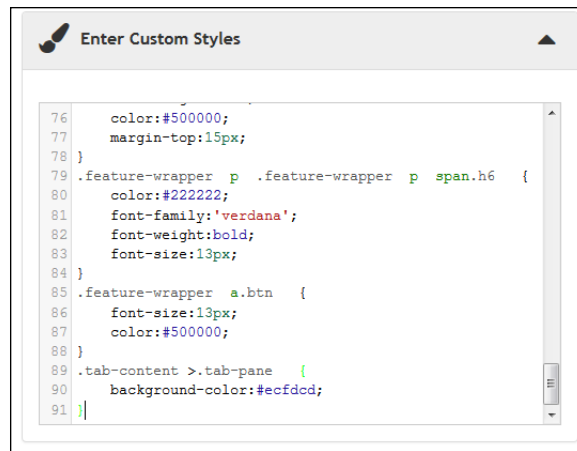 Enter Custom Styles
76 color:#500000;
77 margin-top:15px;
78 }
79 .feature-wrapper p .feature-wrapper p span.h6 {
80 color:#222222;
81 font-family:'verdana';
82 font-weight:bold;
83 font-size:13px;
84 }
85 .feature-wrapper a.btn {
86 font-size:13px;
87 color:#500000;
88 }
89 .tab-content >.tab-pane {
90 background-color:#ecfdcd;
91 }